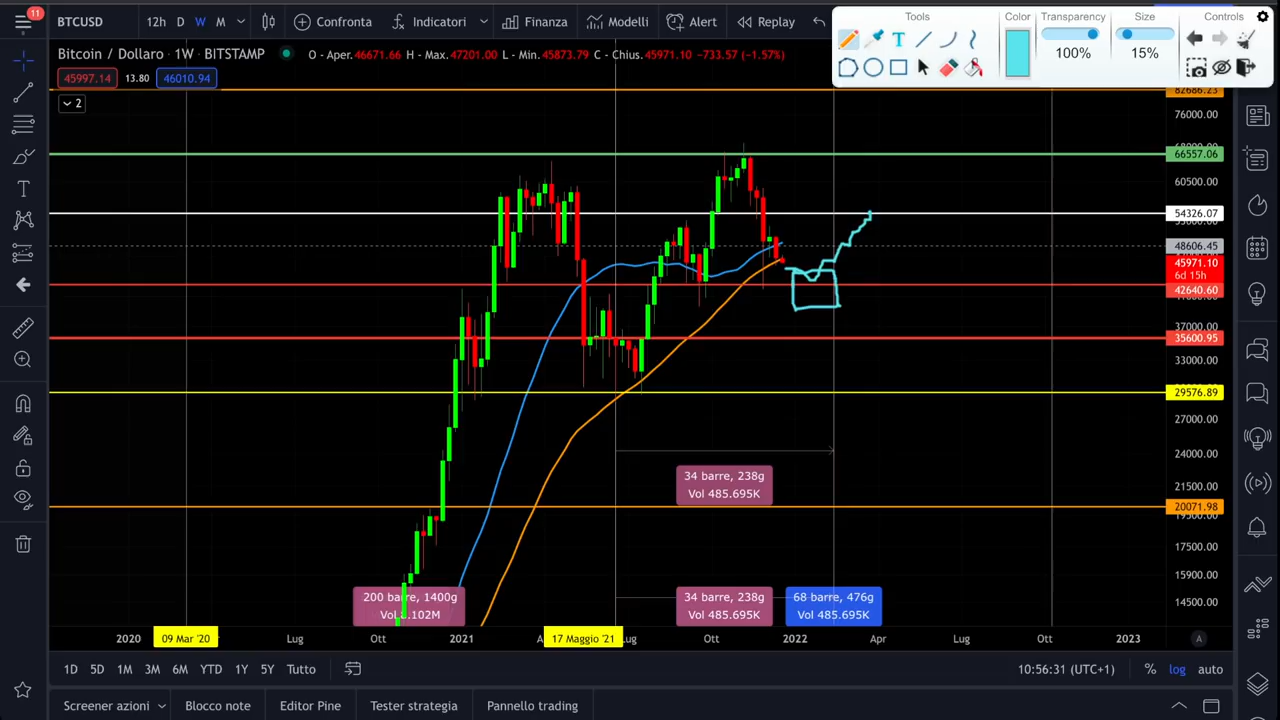 11
BTCUSD
12h D W M
Confronta
Indicatori
Finanza
Modelli
Alert
Replay
Tools
Color
Transparency
Size
Controls
100%
15%
Bitcoin / Dollaro · 1W · BITSTAMP
O - Aper.46671.66 H - Max.47201.00 L - Min.45873.79 C - Chius.45971.10 -733.57 (-1.57%)
45997.14
13.80
46010.94
2
82686.23
76000.00
66557.06
60500.00
54326.07
48606.45
45971.10
6d 15h
42640.60
37000.00
35600.95
33000.00
29576.89
27000.00
24000.00
21500.00
20071.98
17500.00
15900.00
14500.00
34 barre, 238g
Vol 485.695K
200 barre, 1400g
34 barre, 238g
Vol 485.695K
68 barre, 476g
Vol 485.695K
2020
09 Mar '20
Lug
Ott
2021
17 Maggio '21
Lug
Ott
2022
Apr
Lug
Ott
2023
A
1D 5D 1M 3M 6M YTD 1Y 5Y Tutto
10:56:31 (UTC+1)
%
log
auto
Screener azioni
Blocco note
Editor Pine
Tester strategia
Pannello trading